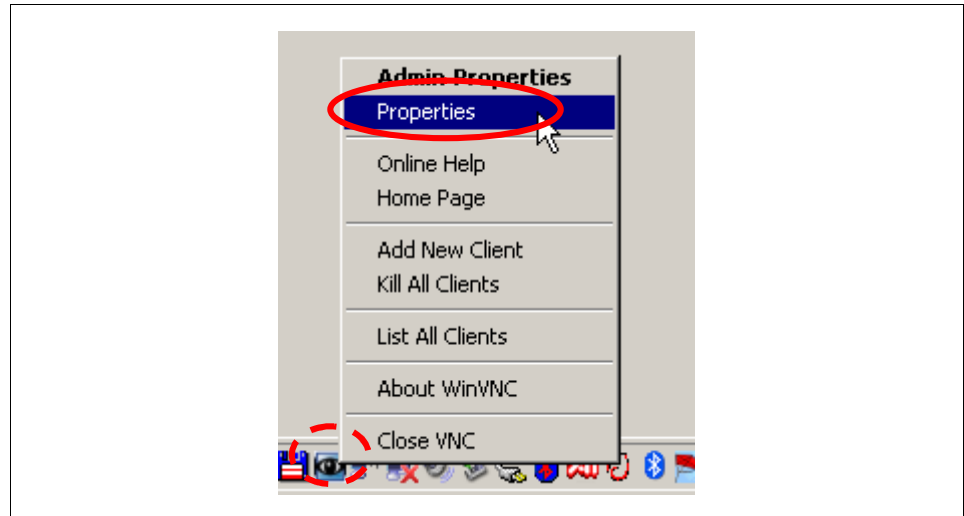 Admin Properties
Properties
Online Help
Home Page
Add New Client
Kill All Clients
List All Clients
About WinVNC
Close VNC